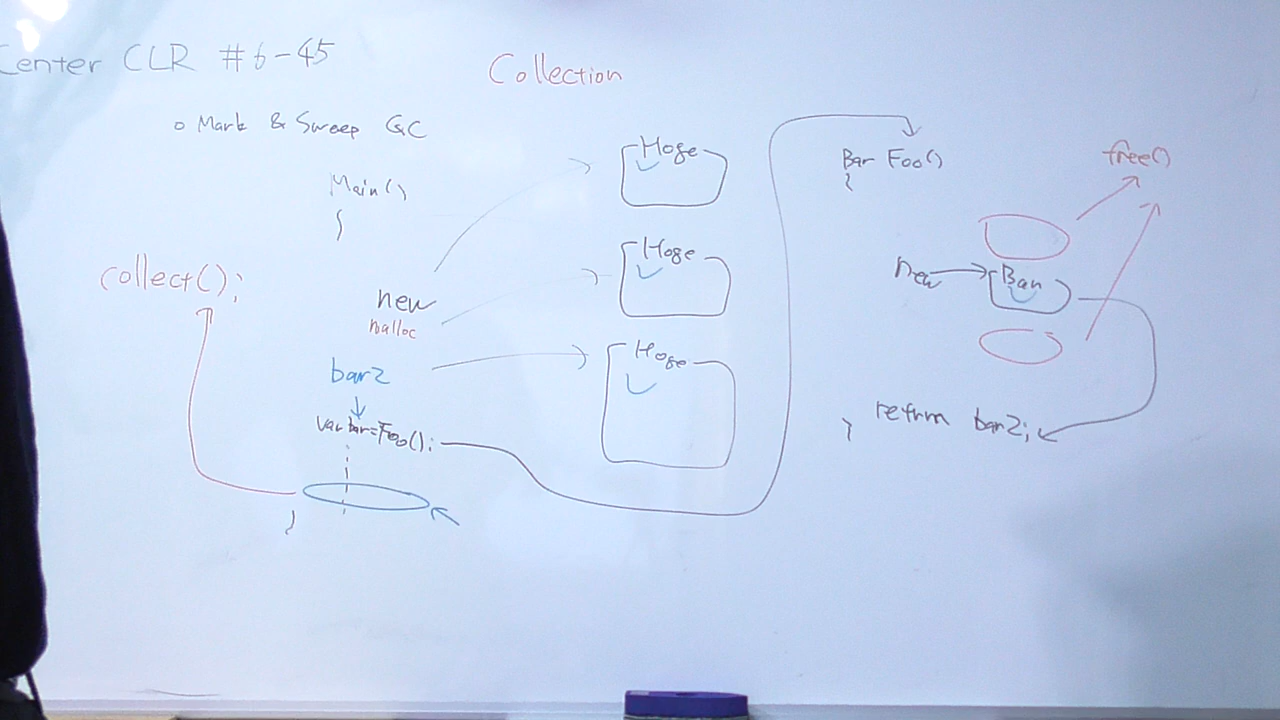 Center CLR #6-45
Collection
o Mark & Sweep GC
Main()
{
collect();
new
malloc
bar2
var bar=Foo();
}
Hoge
Hoge
Hoge
Bar Foo()
{
free()
new
Bar
return bar2;
}